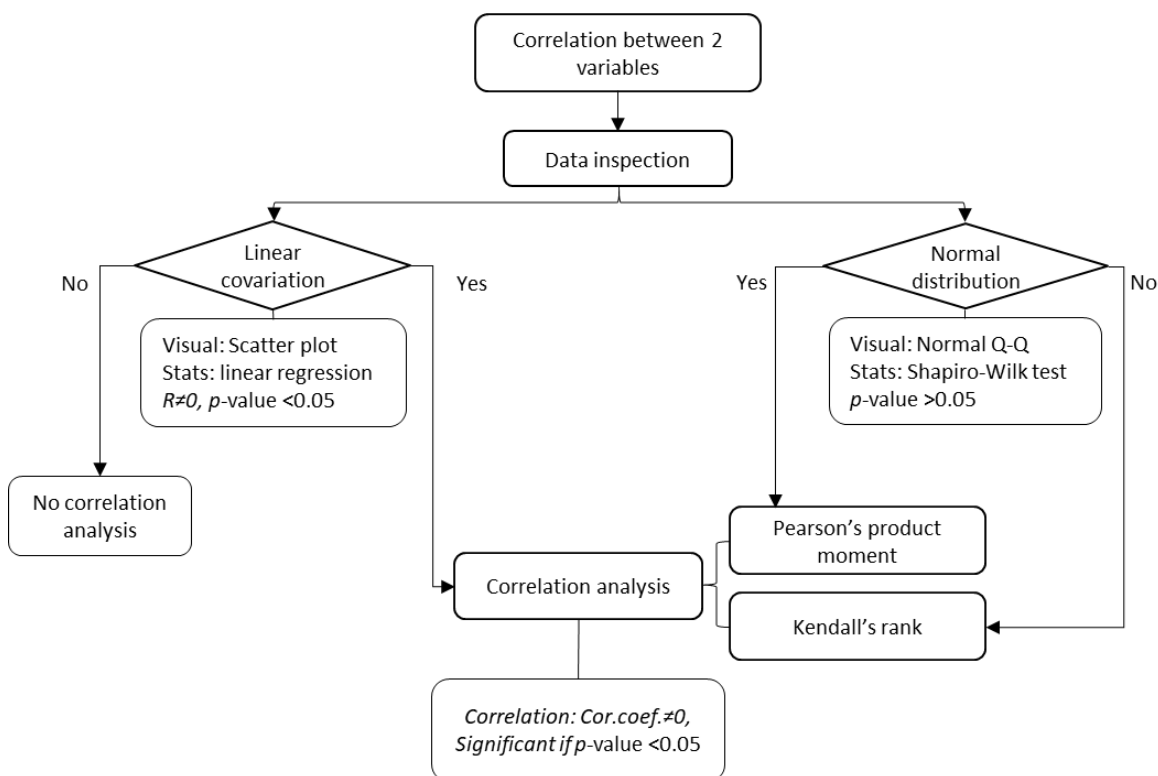 Correlation between 2
variables
Data inspection
Linear
covariation
No
Yes
Visual: Scatter plot
Stats: linear regression
R≠0, p-value <0.05
Normal
distribution
Yes
No
Visual: Normal Q-Q
Stats: Shapiro-Wilk test
p-value >0.05
No correlation
analysis
Pearson’s product
moment
Correlation analysis
Kendall’s rank
Correlation: Cor.coef.≠0,
Significant if p-value <0.05